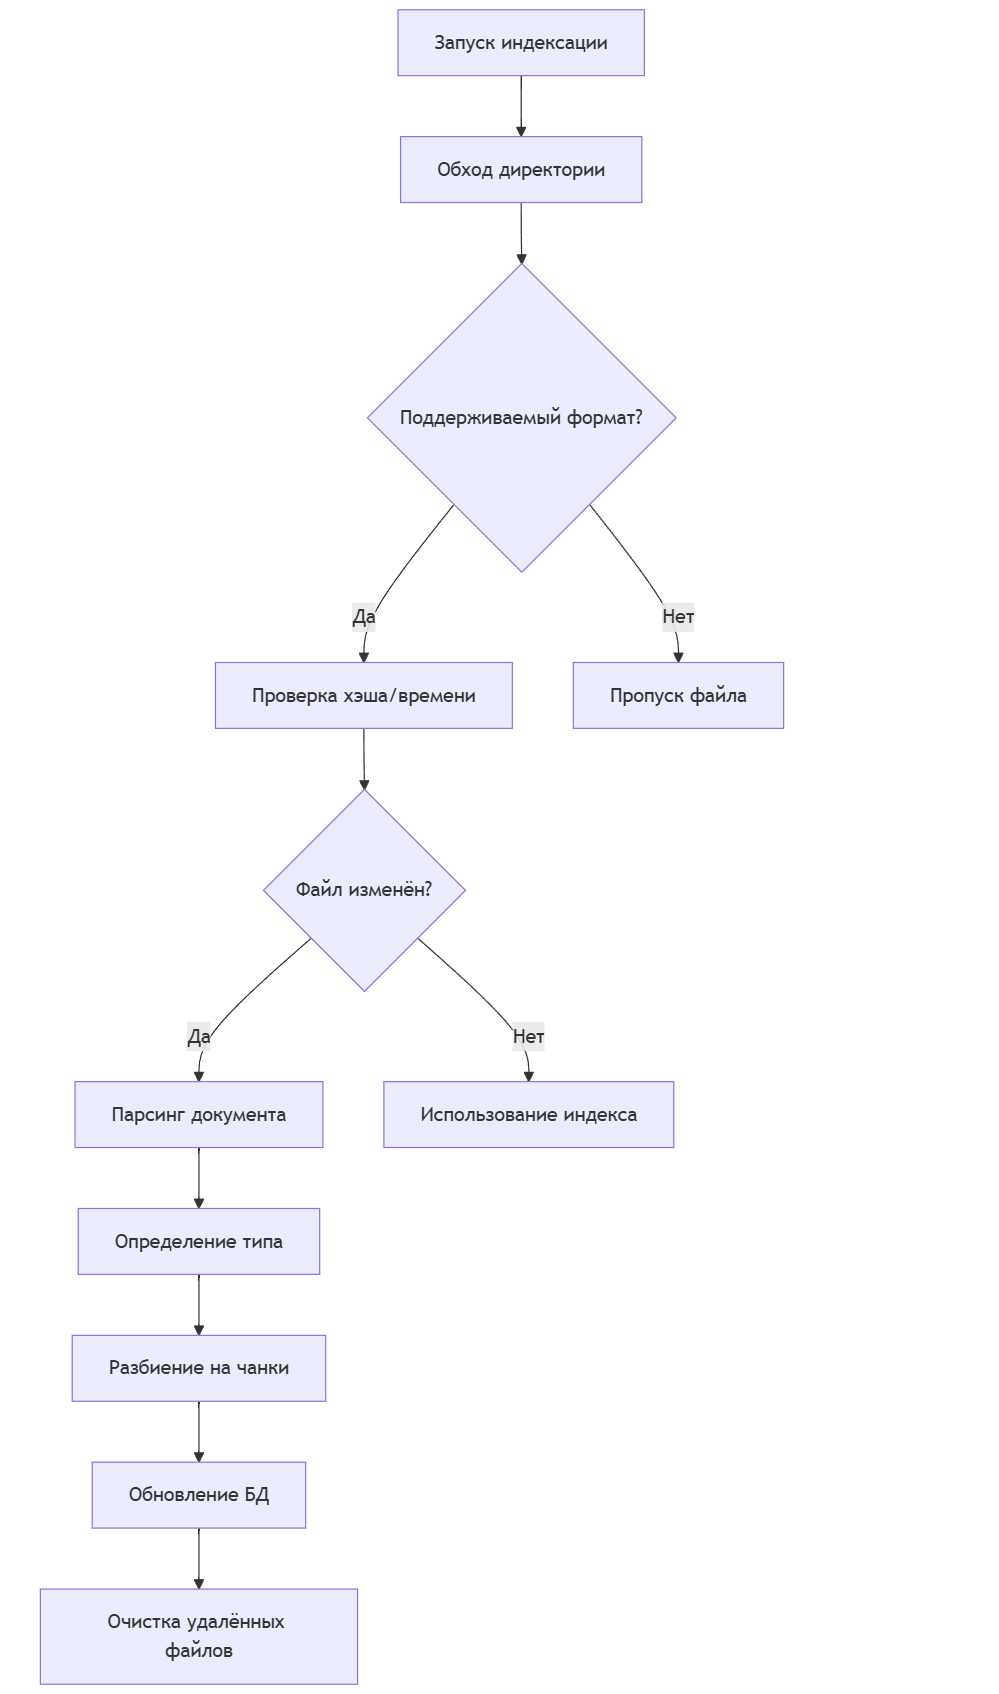 Запуск индексации
Обход директории
Поддерживаемый формат?
Да
Нет
Проверка хэша/времени
Пропуск файла
Файл изменён?
Да
Нет
Парсинг документа
Использование индекса
Определение типа
Разбиение на чанки
Обновление БД
Очистка удалённых
файлов